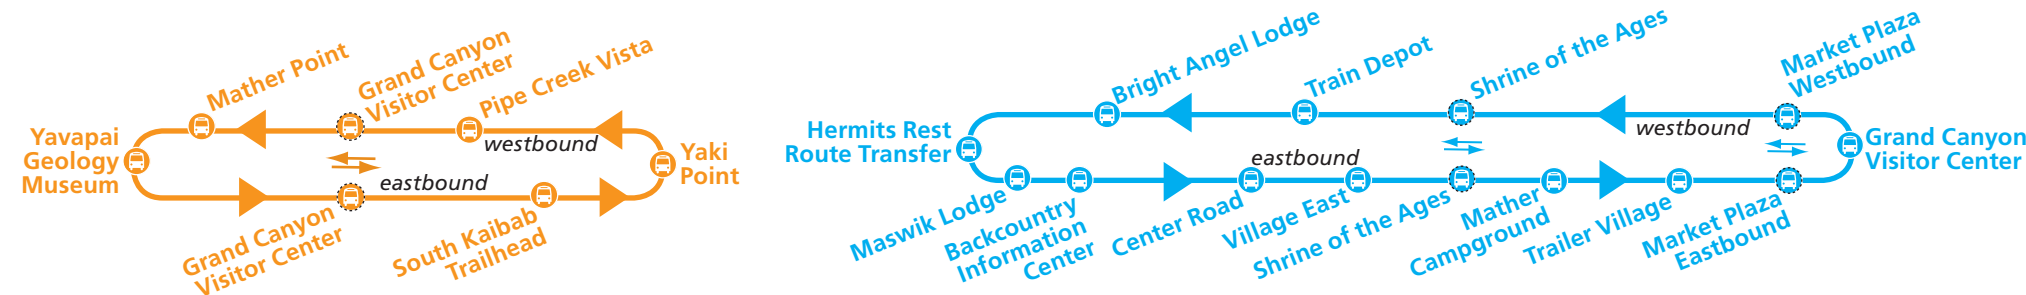 Mather Point
Grand Canyon
Visitor Center
Pipe Creek Vista
westbound
Yavapai
Geology
Museum
Yaki
Point
eastbound
Grand Canyon
Visitor Center
South Kaibab
Trailhead
Bright Angel Lodge
Train Depot
Shrine of the Ages
Market Plaza
Westbound
westbound
Hermits Rest
Route Transfer
Grand Canyon
Visitor Center
eastbound
Maswik Lodge
Backcountry
Information
Center
Center Road
Village East
Shrine of the Ages
Mather
Campground
Trailer Village
Market Plaza
Eastbound